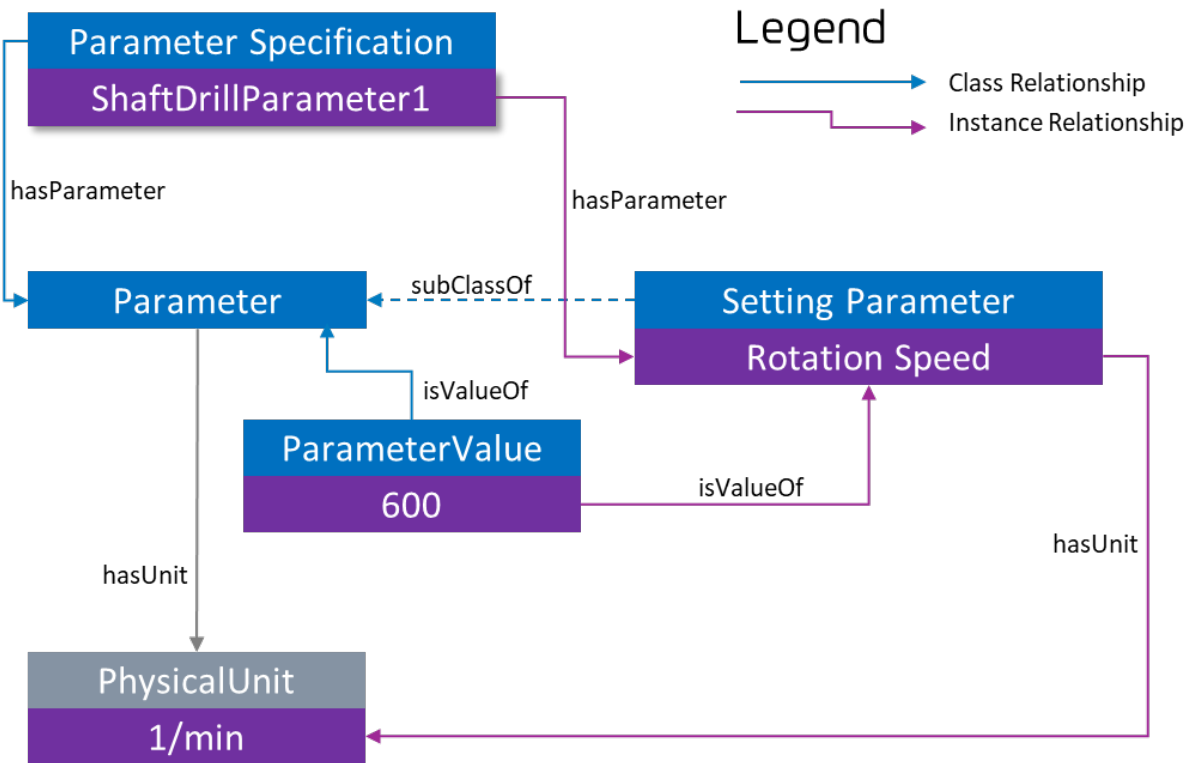 Parameter Specification
ShaftDrillParameter1
Legend
Class Relationship
Instance Relationship
hasParameter
hasParameter
Parameter
subClassOf
Setting Parameter
Rotation Speed
isValueOf
ParameterValue
600
isValueOf
hasUnit
hasUnit
PhysicalUnit
1/min